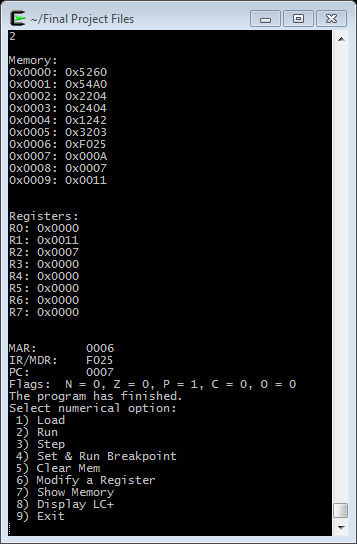 ~/Final Project Files
2
Memory:
0x0000: 0x5260
0x0001: 0x54A0
0x0002: 0x2204
0x0003: 0x2404
0x0004: 0x1242
0x0005: 0x3203
0x0006: 0xF025
0x0007: 0x000A
0x0008: 0x0007
0x0009: 0x0011
Registers:
R0: 0x0000
R1: 0x0011
R2: 0x0007
R3: 0x0000
R4: 0x0000
R5: 0x0000
R6: 0x0000
R7: 0x0000
MAR: 0006
IR/MDR: F025
PC: 0007
Flags: N = 0, Z = 0, P = 1, C = 0, O = 0
The program has finished.
Select numerical option:
1) Load
2) Run
3) Step
4) Set & Run Breakpoint
5) Clear Mem
6) Modify a Register
7) Show Memory
8) Display LC+
9) Exit